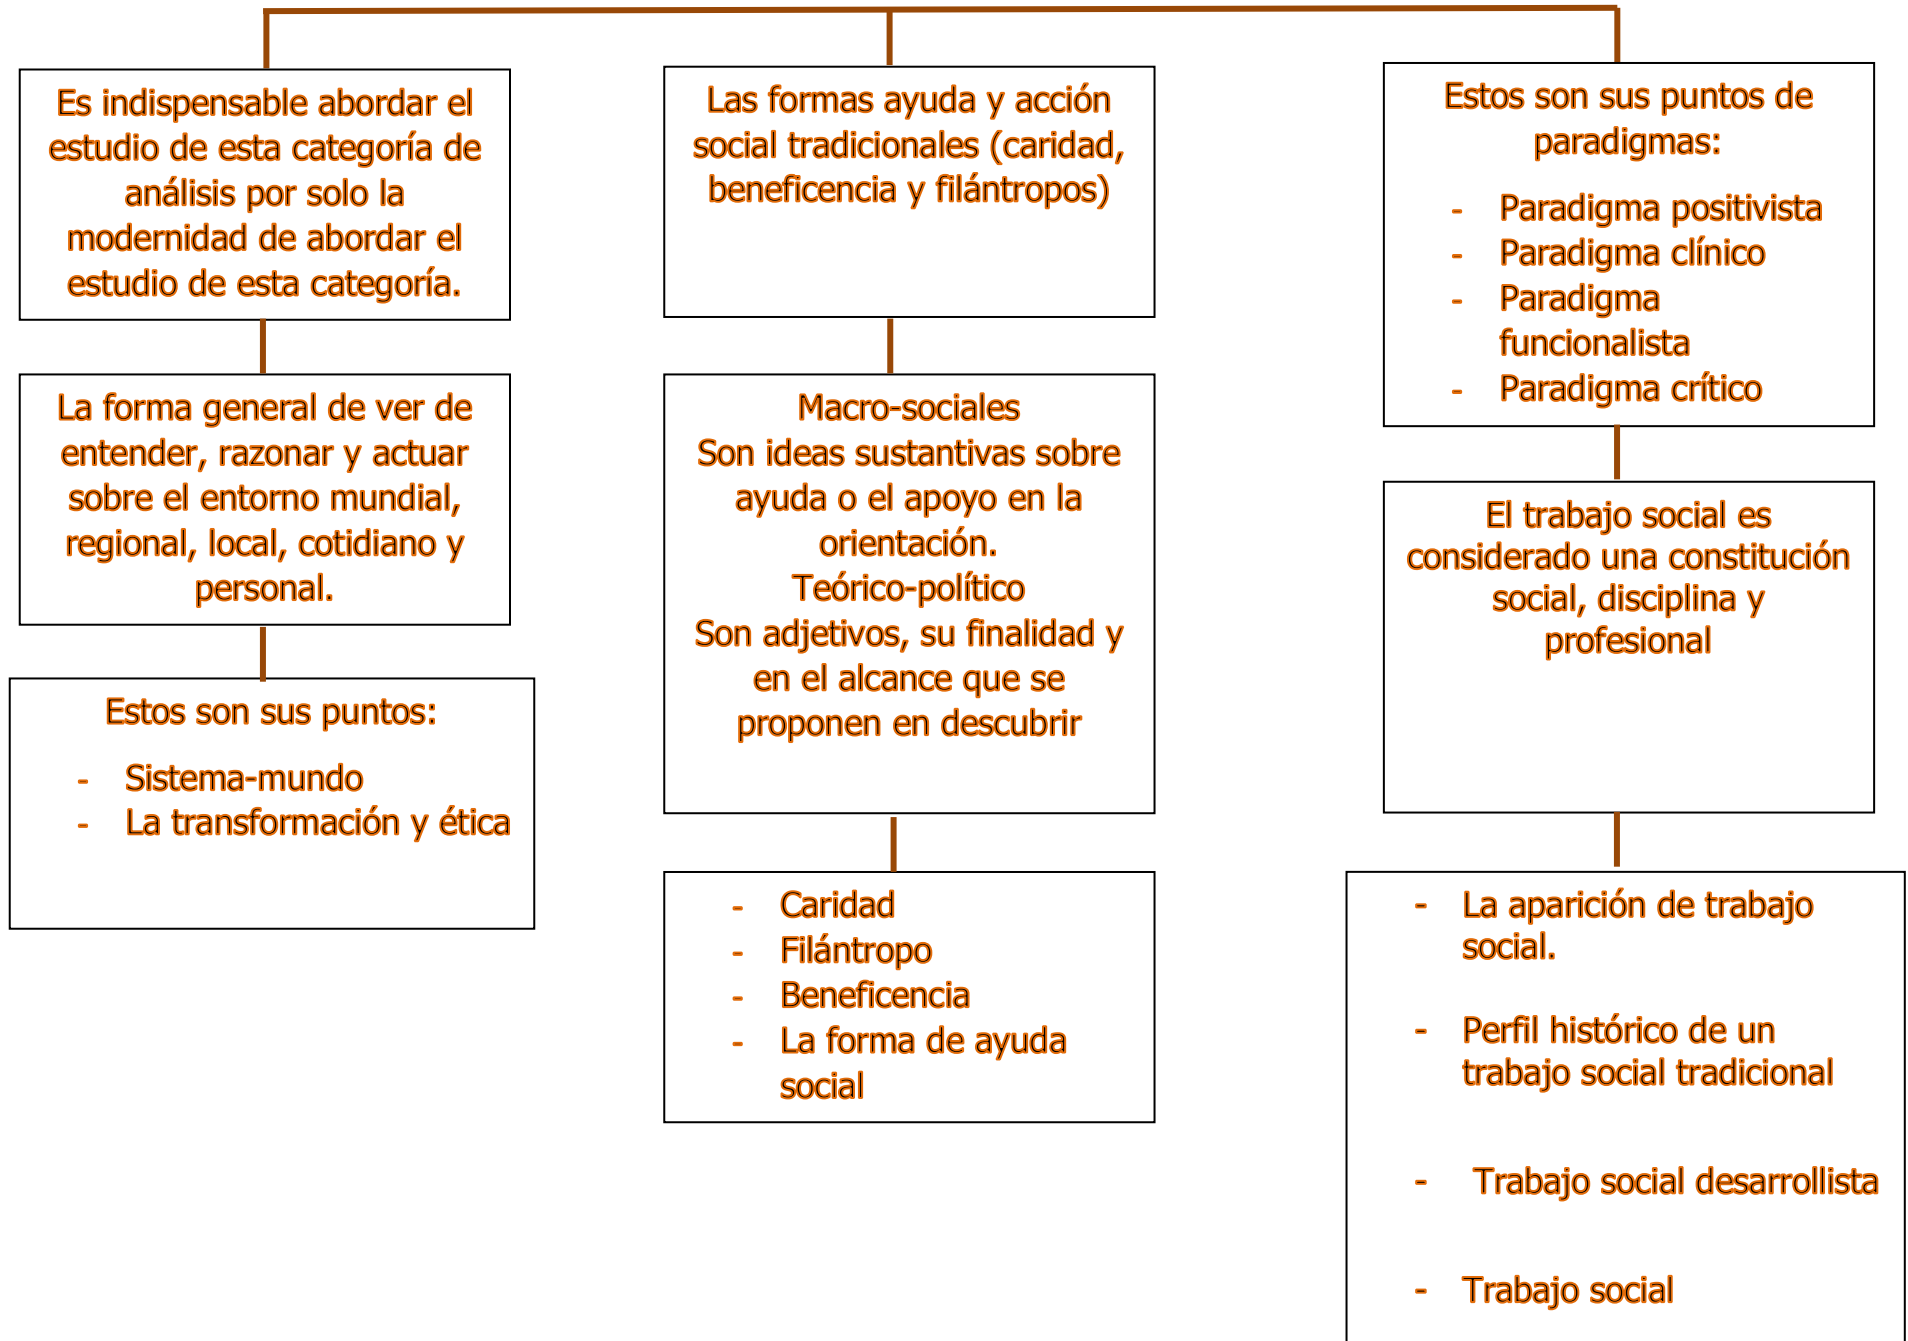 Es indispensable abordar el
estudio de esta categoría de
análisis por solo la
modernidad de abordar el
estudio de esta categoría.
La forma general de ver de
entender, razonar y actuar
sobre el entorno mundial,
regional, local, cotidiano y
personal.
Estos son sus puntos:
- Sistema-mundo
- La transformación y ética
Las formas ayuda y acción
social tradicionales (caridad,
beneficencia y filántropos)
Macro-sociales
Son ideas sustantivas sobre
ayuda o el apoyo en la
orientación.
Teórico-político
Son adjetivos, su finalidad y
en el alcance que se
proponen en descubrir
- Caridad
- Filántropo
- Beneficencia
- La forma de ayuda
social
Estos son sus puntos de
paradigmas:
- Paradigma positivista
- Paradigma clínico
- Paradigma
funcionalista
- Paradigma crítico
El trabajo social es
considerado una constitución
social, disciplina y
profesional
- La aparición de trabajo
social.
- Perfil histórico de un
trabajo social tradicional
- Trabajo social desarrollista
- Trabajo social